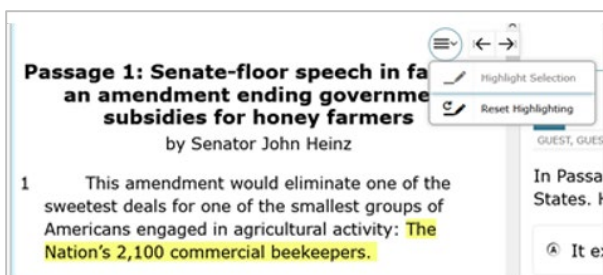 Passage 1: Senate-floor speech in fa
an amendment ending governme
subsidies for honey farmers
by Senator John Heinz
Highlight Selection
Reset Highlighting
1 This amendment would eliminate one of the
sweetest deals for one of the smallest groups of
Americans engaged in agricultural activity: The
Nation's 2,100 commercial beekeepers.
GUEST, GUES
In Passa
States. H
A It ex